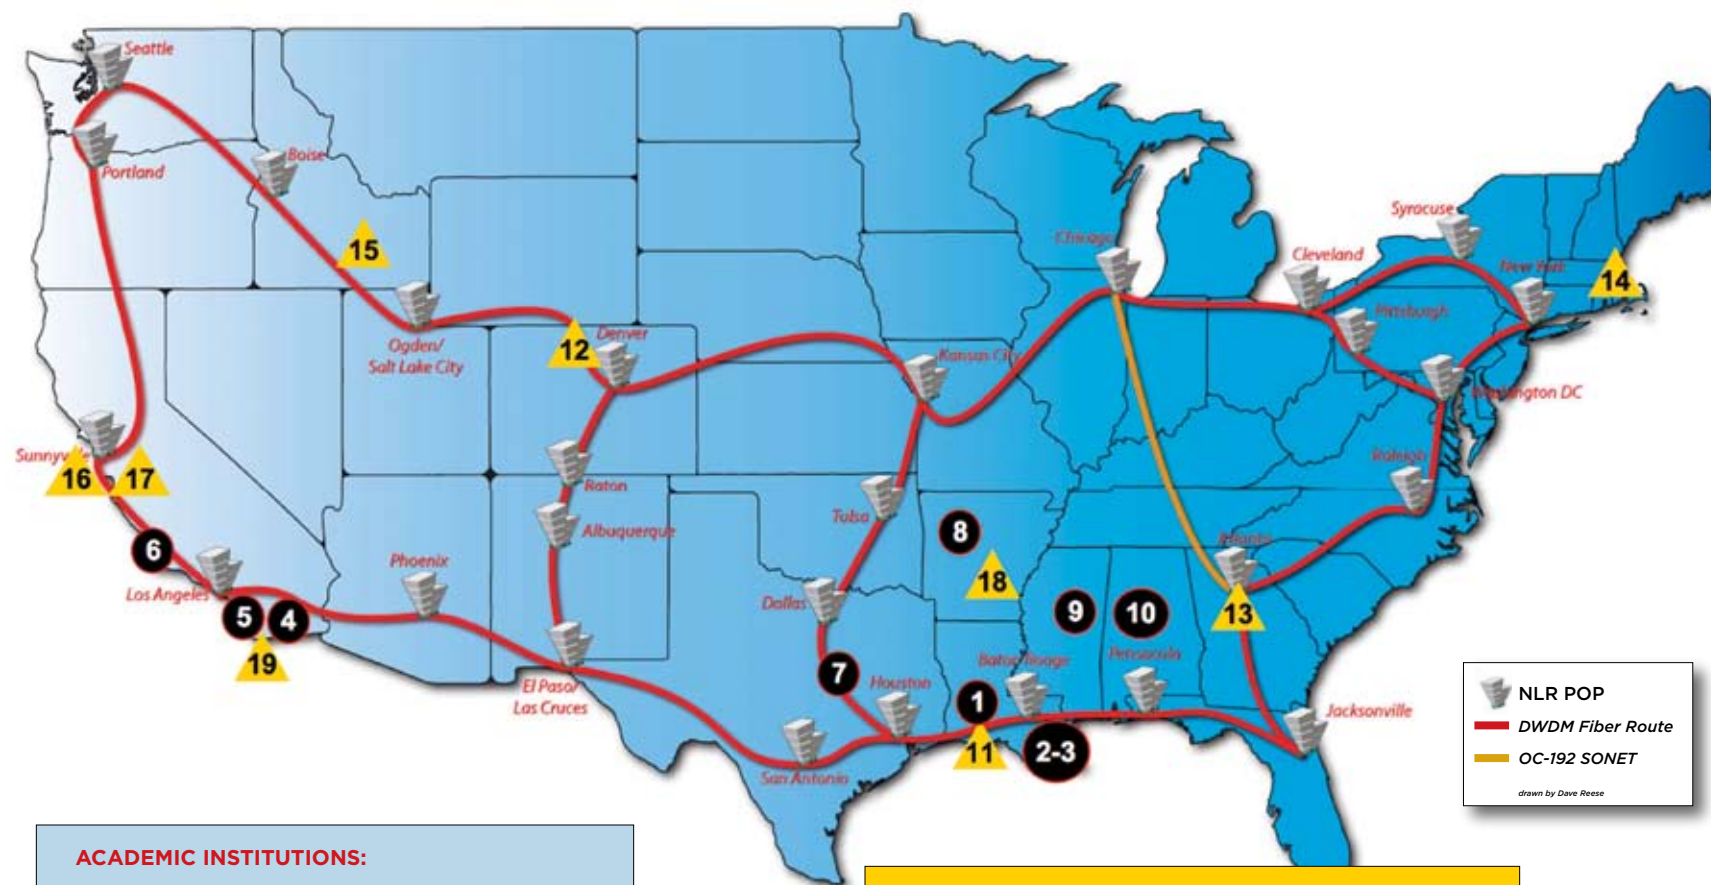 Seattle
Portland
Boise
15
Ogden/
Salt Lake City
12
Denver
Chicago
Kansas City
Cleveland
Syracuse
New York
14
Pittsburgh
Washington DC
Raleigh
Sunnyvale
16
17
6
Los Angeles
5
4
19
Phoenix
Raton
Albuquerque
El Paso/
Las Cruces
Tulsa
Dallas
8
18
9
10
Atlanta
13
7
Houston
San Antonio
1
11
Baton Rouge
2-3
Pensacola
Jacksonville
NLR POP
DWDM Fiber Route
OC-192 SONET
drawn by Dave Reese
ACADEMIC INSTITUTIONS: